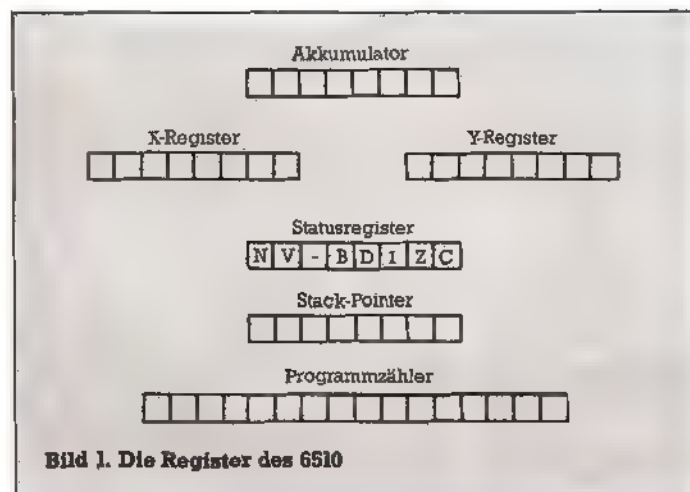 Akkumulator
X-Register Y-Register
Statusregister
N V - B D I Z C
Stack-Pointer
Programmzähler
Bild 1. Die Register des 6510